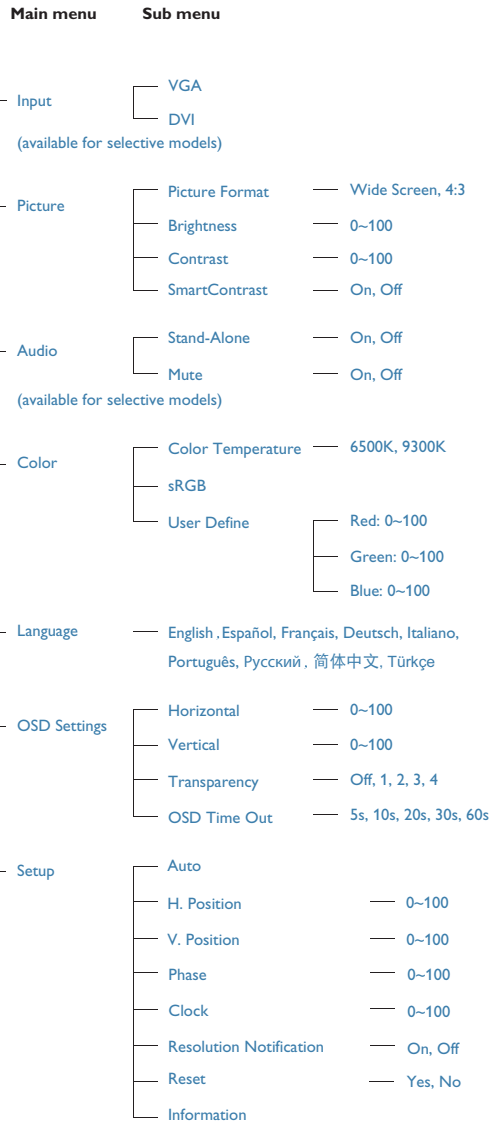 Main menu Sub menu
VGA
Input
DVI
(available for selective models)
Picture Format Wide Screen, 4:3
Picture
Brightness 0~100
Contrast 0~100
SmartContrast On, Off
Stand-Alone On, Off
Audio
Mute On, Off
(available for selective models)
Color Temperature 6500K, 9300K
Color
sRGB
User Define Red: 0~100
Green: 0~100
Blue: 0~100
Language English , Español, Français, Deutsch, Italiano,
Português, Русский , 简体中文, Türkçe
Horizontal 0~100
OSD Settings
Vertical 0~100
Transparency Off, 1, 2, 3, 4
OSD Time Out 5s, 10s, 20s, 30s, 60s
Auto
Setup
H. Position 0~100
V. Position 0~100
Phase 0~100
Clock 0~100
Resolution Notification On, Off
Reset Yes, No
Information